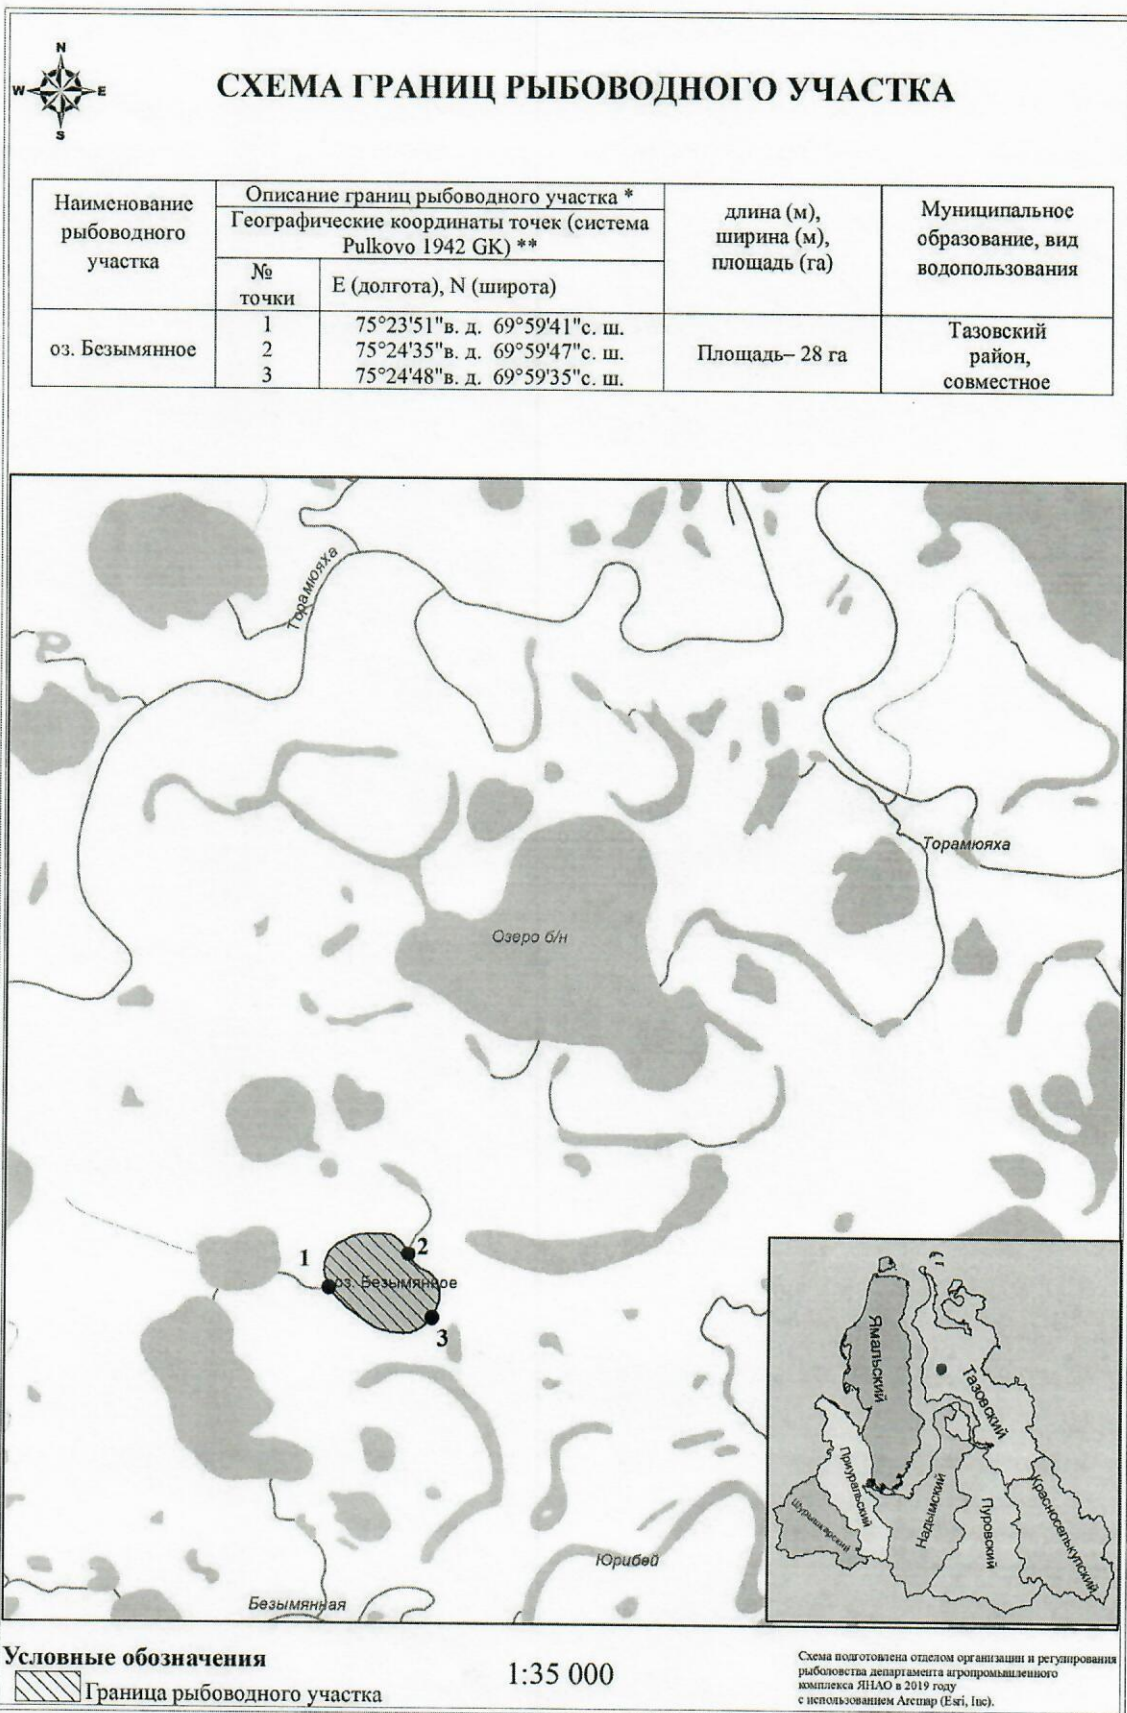 N
W E
S
СХЕМА ГРАНИЦ РЫБОВОДНОГО УЧАСТКА
Наименование
рыбоводного
участка
Описание границ рыбоводного участка *
Географические координаты точек (система
Pulkovo 1942 GK) **
№
точки
E (долгота), N (широта)
длина (м),
ширина (м),
площадь (га)
Муниципальное
образование, вид
водопользования
оз. Безымянное
1 75°23'51"в. д. 69°59'41"с. ш.
2 75°24'35"в. д. 69°59'47"с. ш.
3 75°24'48"в. д. 69°59'35"с. ш.
Площадь– 28 га
Тазовский
район,
совместное
Торамюяха
Торамюяха
Озеро б/н
1
2
оз. Безымянное
3
Юрибей
Безымянная
Ямальский
Тазовский
Приуральский
Шурышкарский
Надымский
Пуровский
Красноселькупский
Условные обозначения
Граница рыбоводного участка
1:35 000
Схема подготовлена отделом организации и регулирования
рыболовства департамента агропромышленного
комплекса ЯНАО в 2019 году
с использованием Arcmap (Esri, Inc).